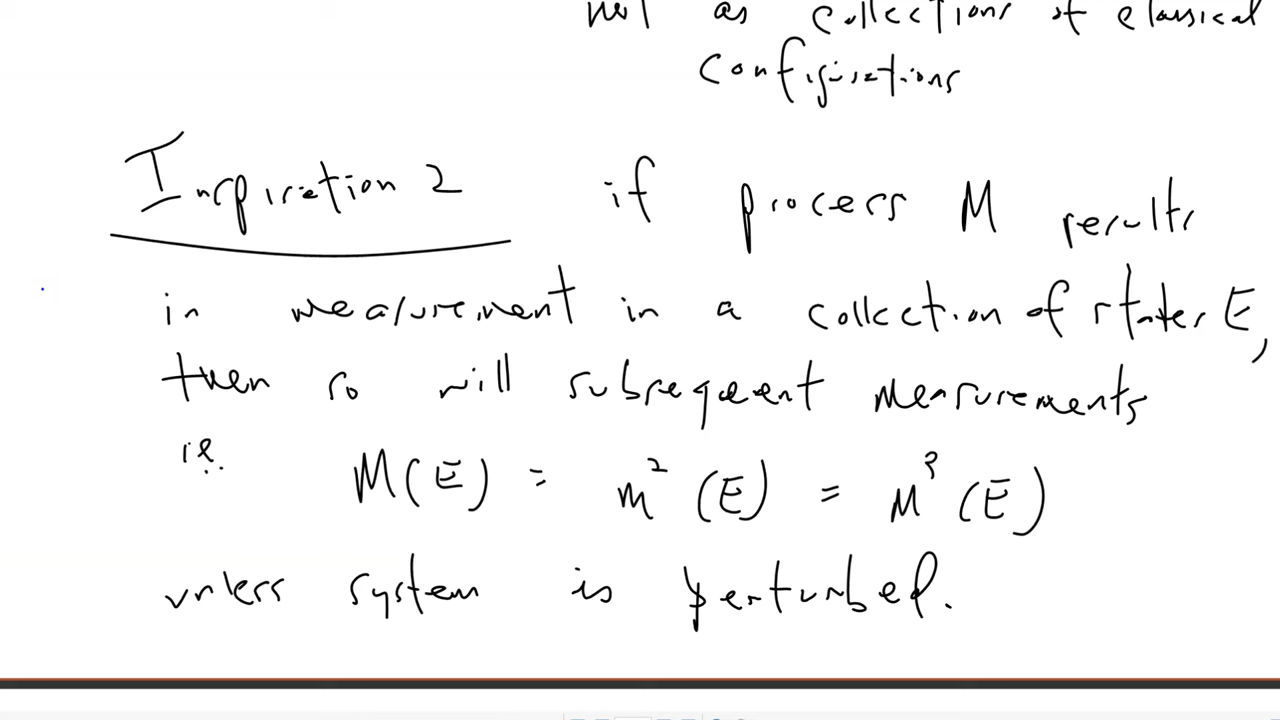 not as collections of classical
configurations
Inspiration 2 if process M results
in measurement in a collection of states E,
then so will subsequent measurements
ie. M(E) = M²(E) = M³(E)
unless system is perturbed.